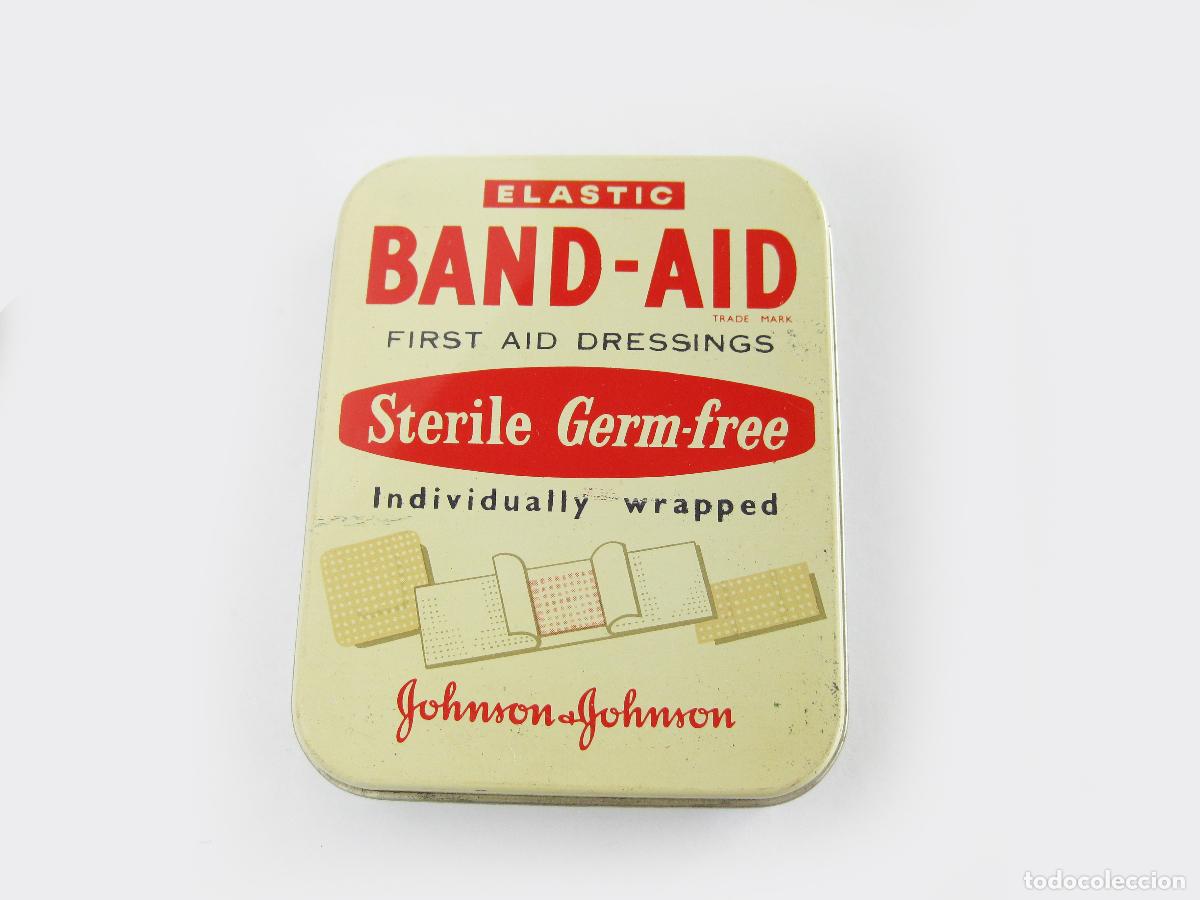 ELASTIC
BAND-AID
TRADE MARK
FIRST AID DRESSINGS
Sterile Germ-free
Individually wrapped
Johnson & Johnson
todocoleccion